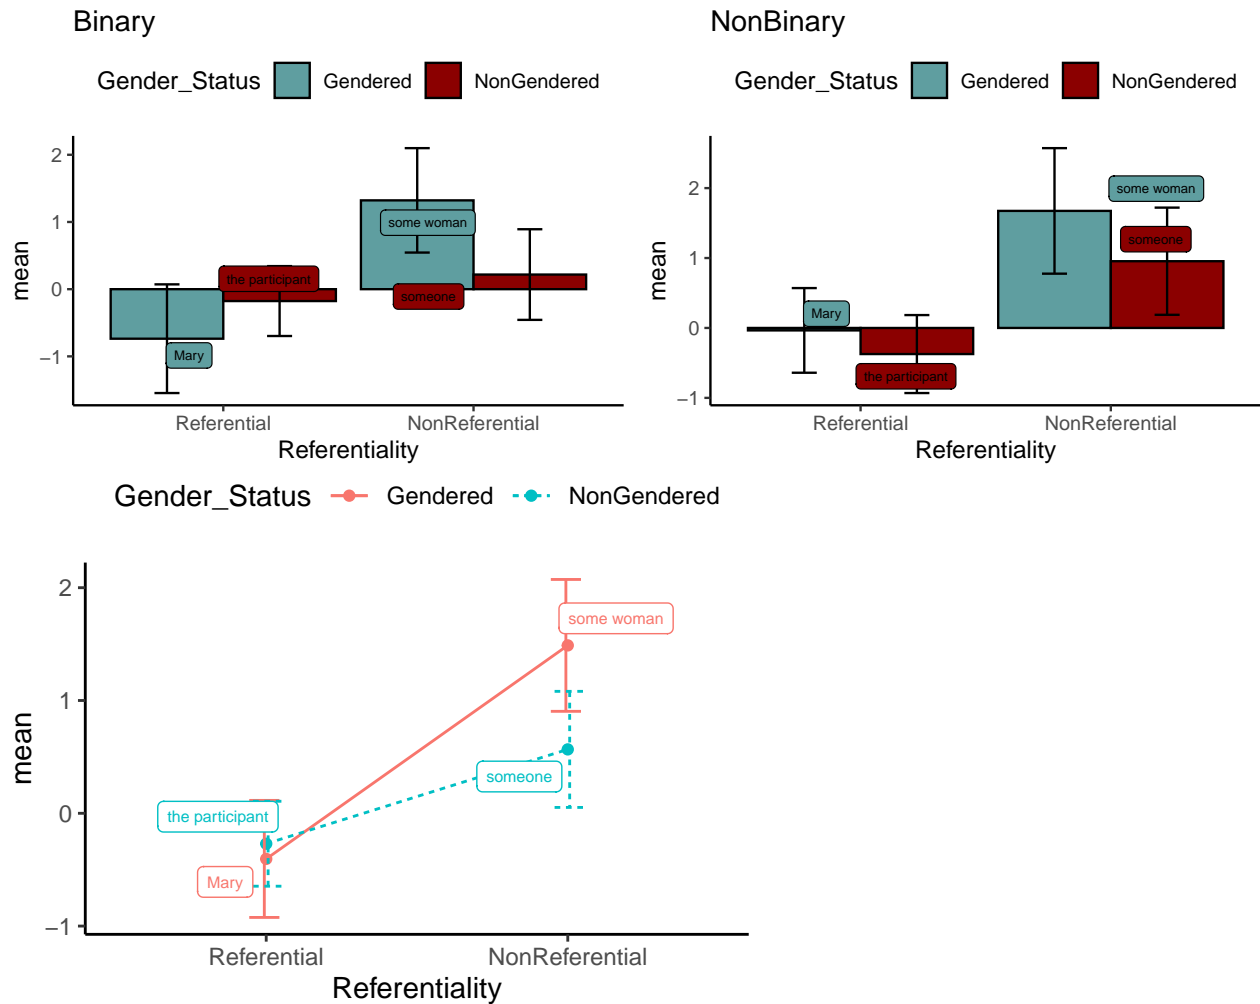 Binary
Gender_Status Gendered NonGendered
2
1
0
−1
mean
some woman
the participant
someone
Mary
Referential NonReferential
Referentiality
NonBinary
Gender_Status Gendered NonGendered
2
1
0
−1
mean
some woman
someone
Mary
the participant
Referential NonReferential
Referentiality
Gender_Status Gendered NonGendered
2
1
0
−1
mean
some woman
someone
the participant
Mary
Referential NonReferential
Referentiality